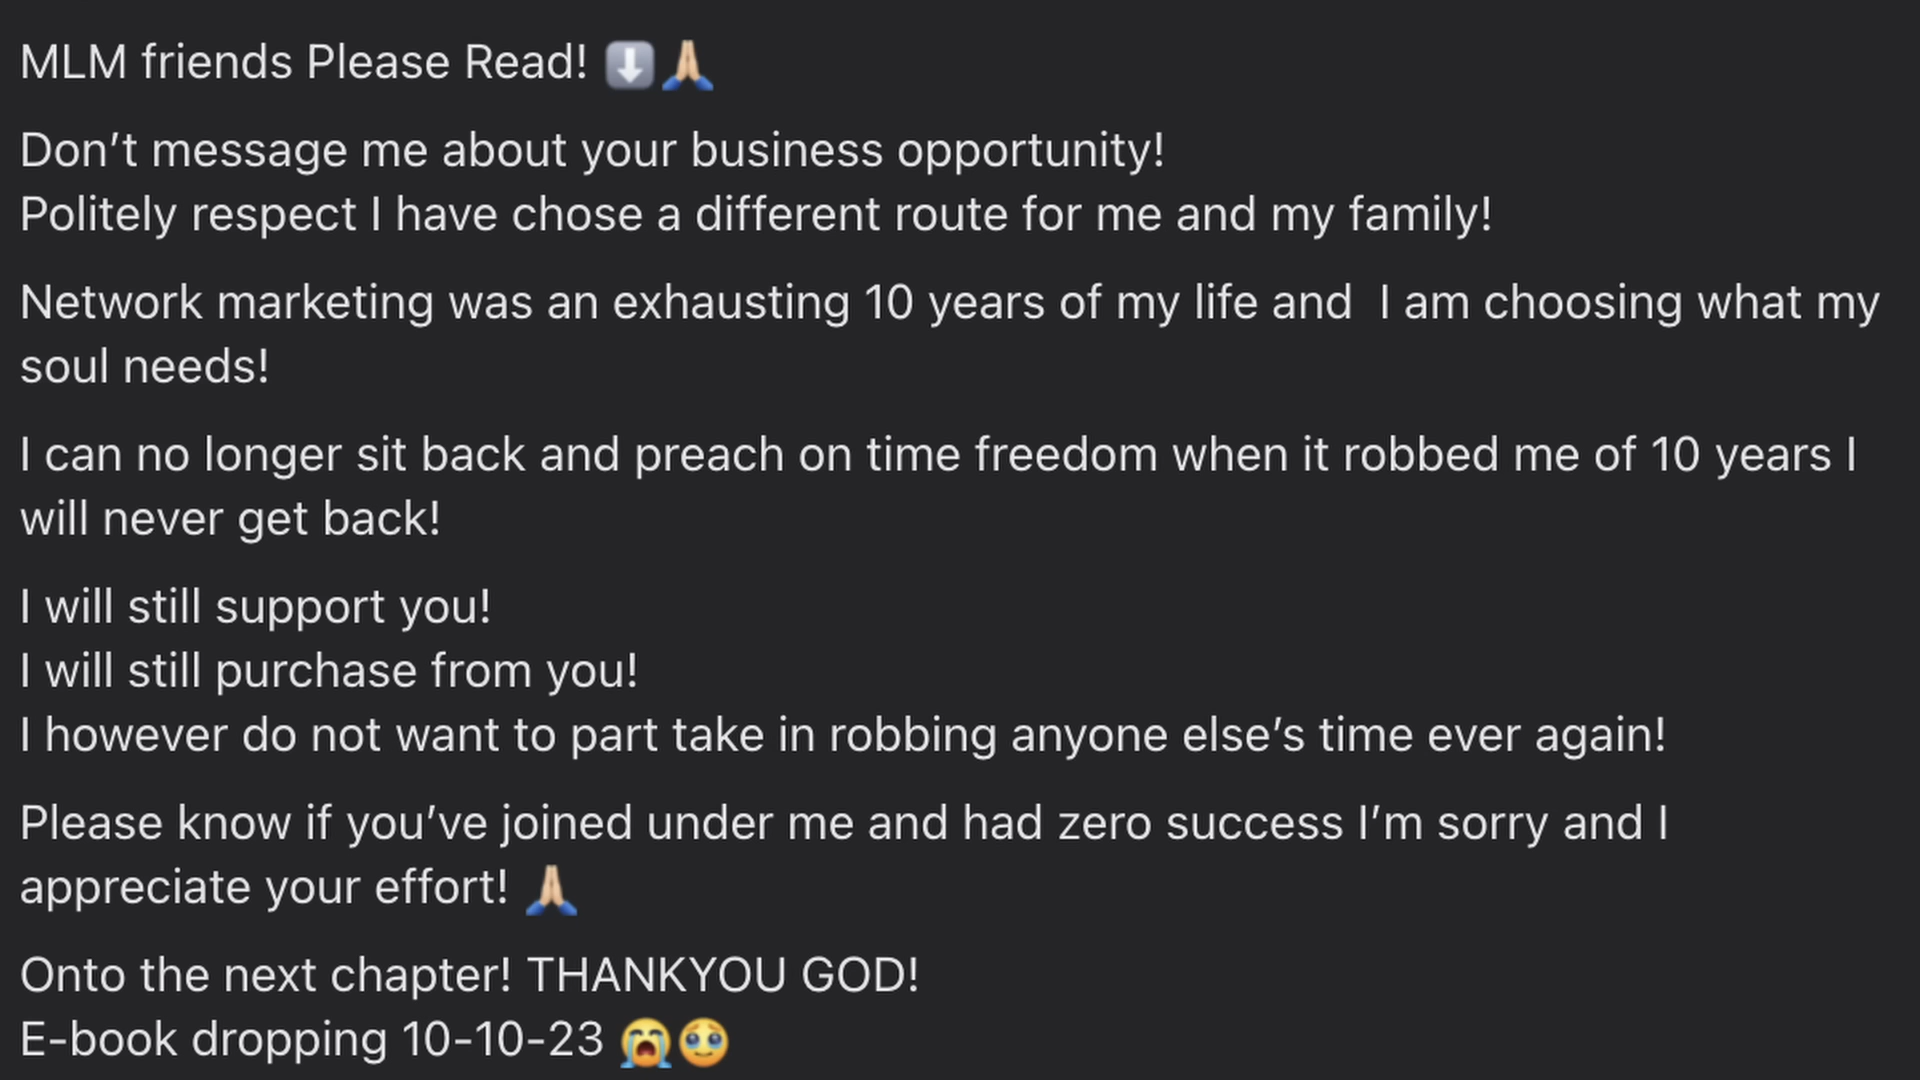 MLM friends Please Read! ⬇️🙏🏼
Don’t message me about your business opportunity!
Politely respect I have chose a different route for me and my family!
Network marketing was an exhausting 10 years of my life and  I am choosing what my
soul needs!
I can no longer sit back and preach on time freedom when it robbed me of 10 years I
will never get back!
I will still support you!
I will still purchase from you!
I however do not want to part take in robbing anyone else’s time ever again!
Please know if you’ve joined under me and had zero success I’m sorry and I
appreciate your effort! 🙏🏼
Onto the next chapter! THANKYOU GOD!
E-book dropping 10-10-23 😭🥹